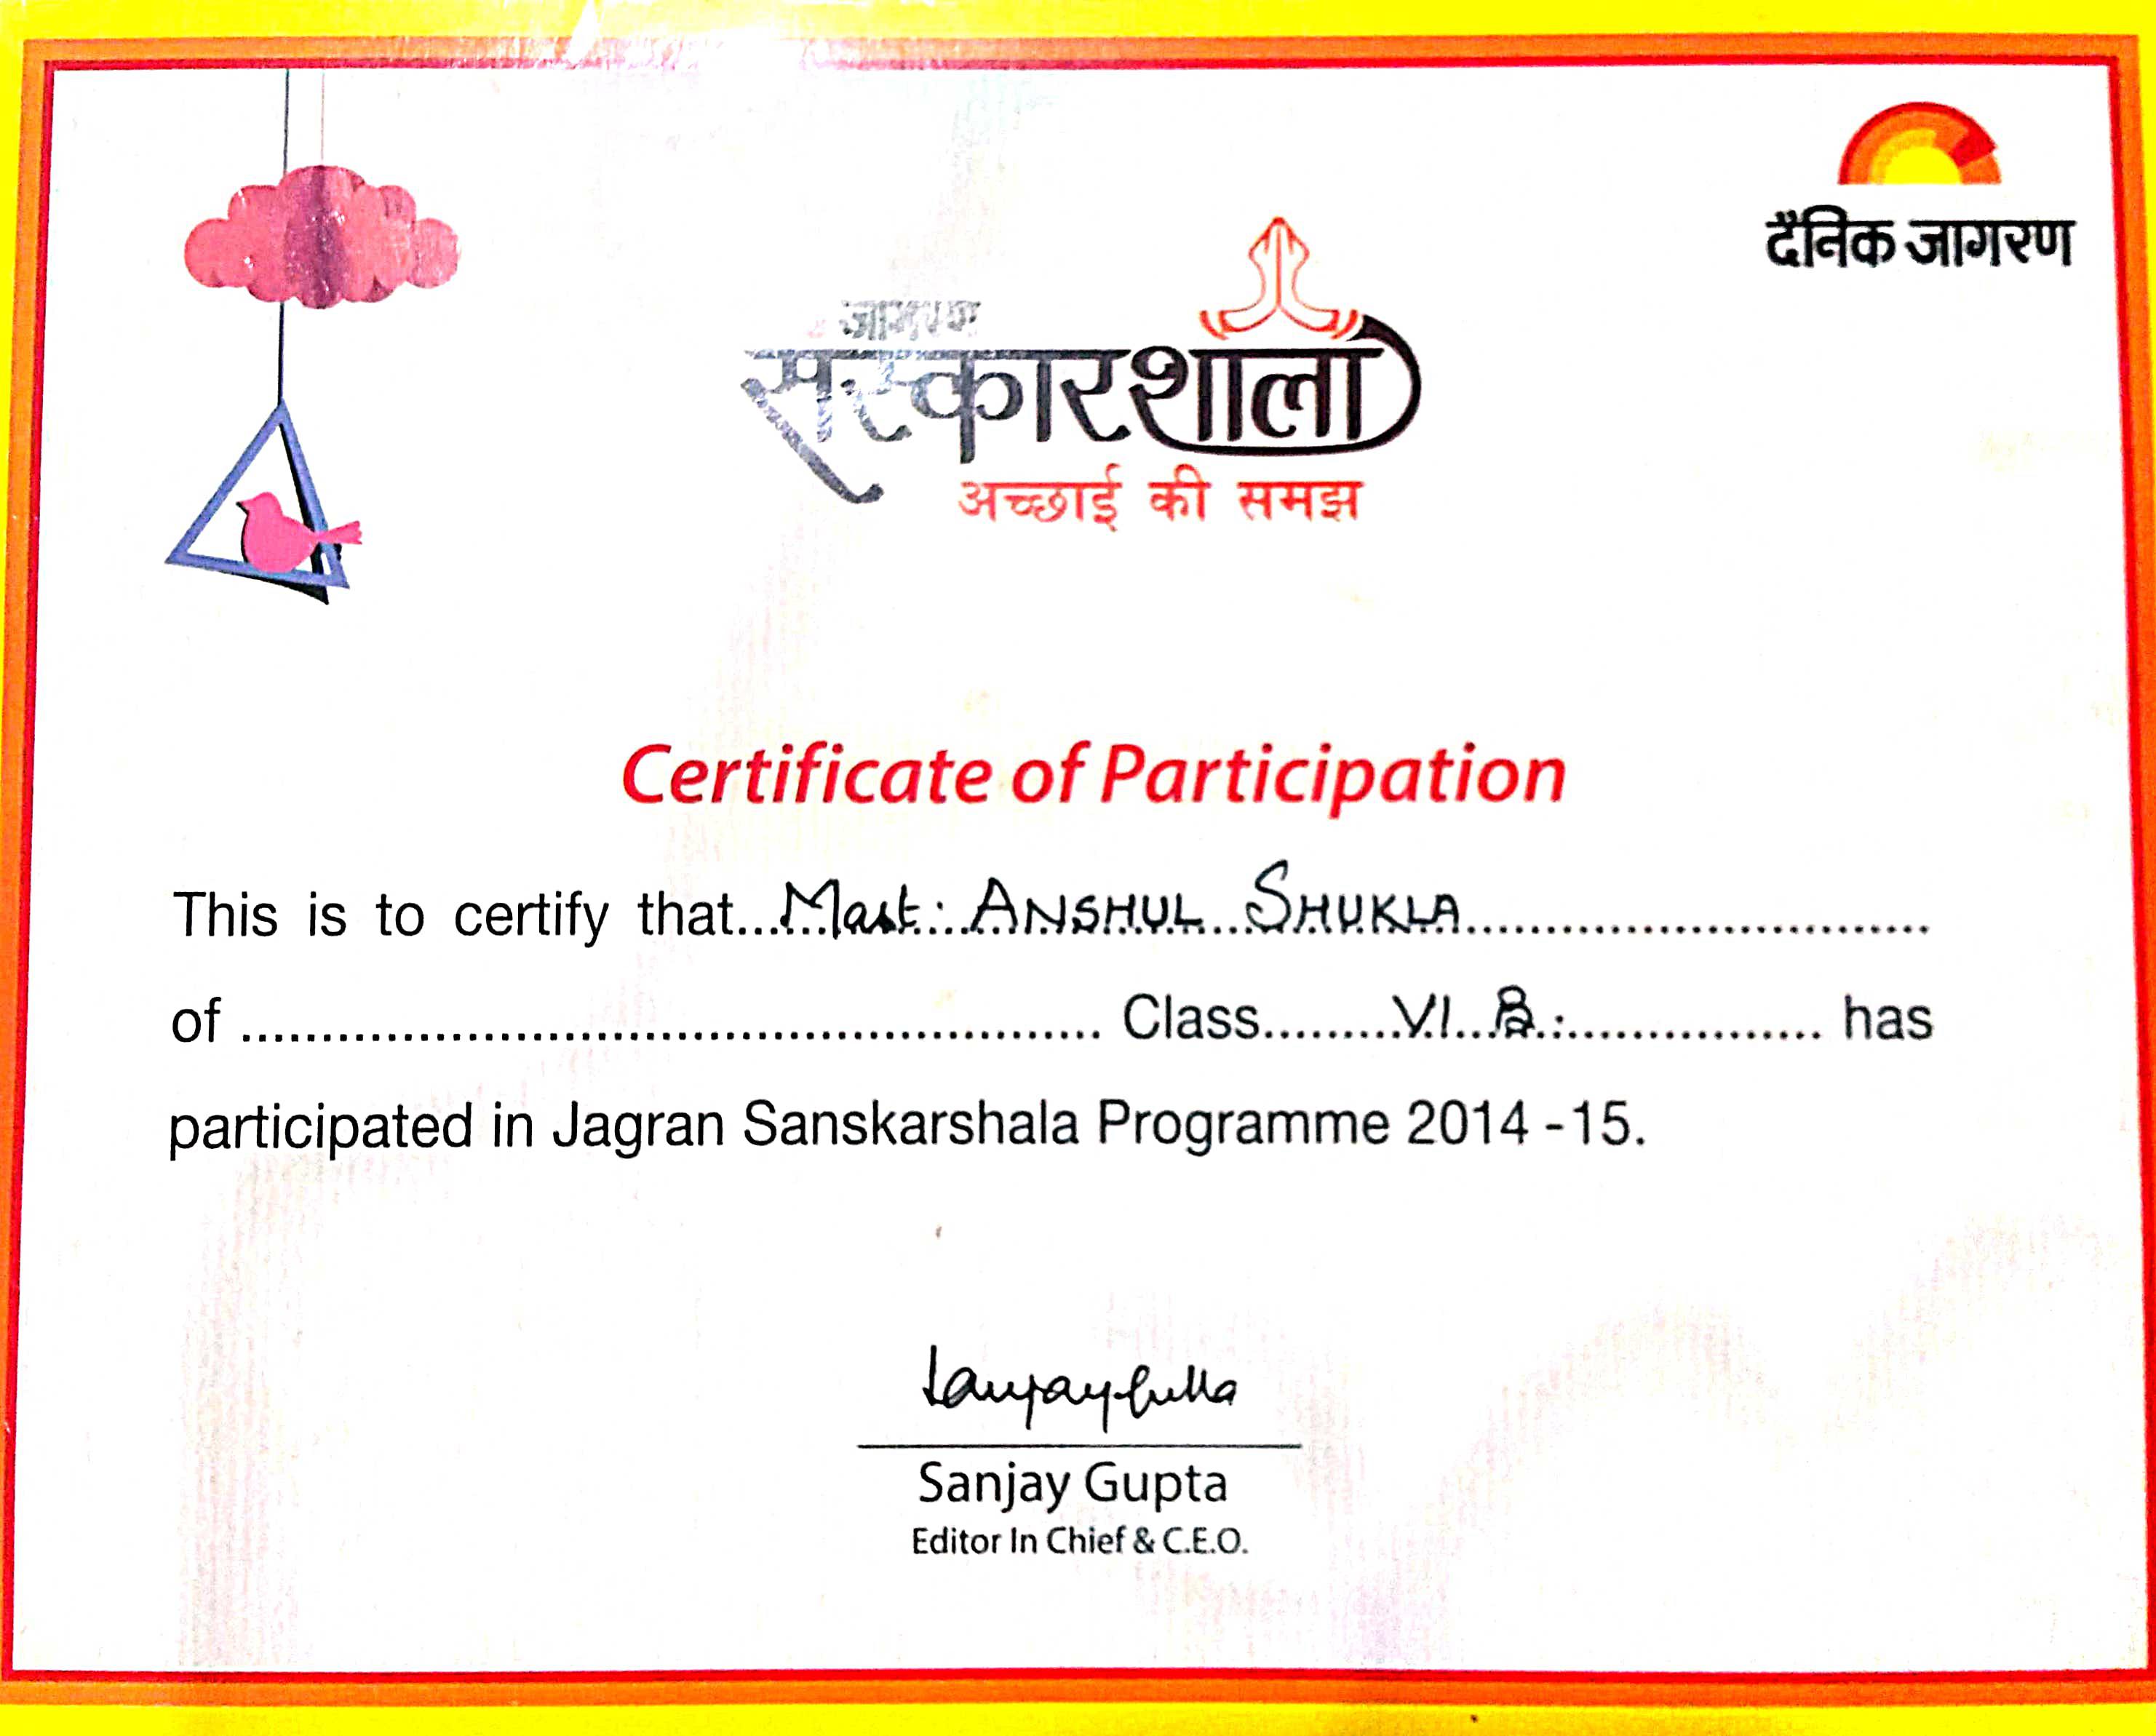 दैनिक जागरण
जागरण
संस्कारशाला
अच्छाई की समझ
Certificate of Participation
This is to certify that...Mast. ANSHUL SHUKLA...............................
of ...................................................... Class.........VI..B................... has
participated in Jagran Sanskarshala Programme 2014 -15.
Sanjay Gupta
Sanjay Gupta
Editor In Chief & C.E.O.